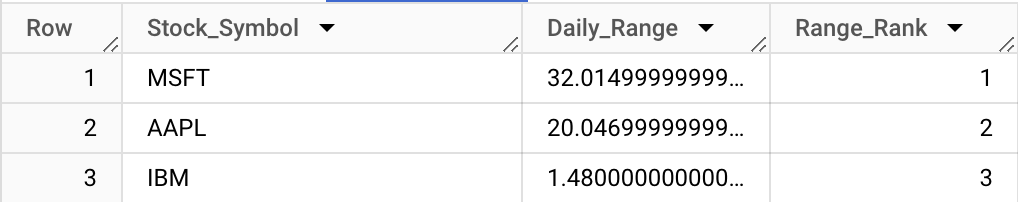 Row Stock_Symbol Daily_Range Range_Rank
1 MSFT 32.01499999999... 1
2 AAPL 20.04699999999... 2
3 IBM 1.480000000000... 3